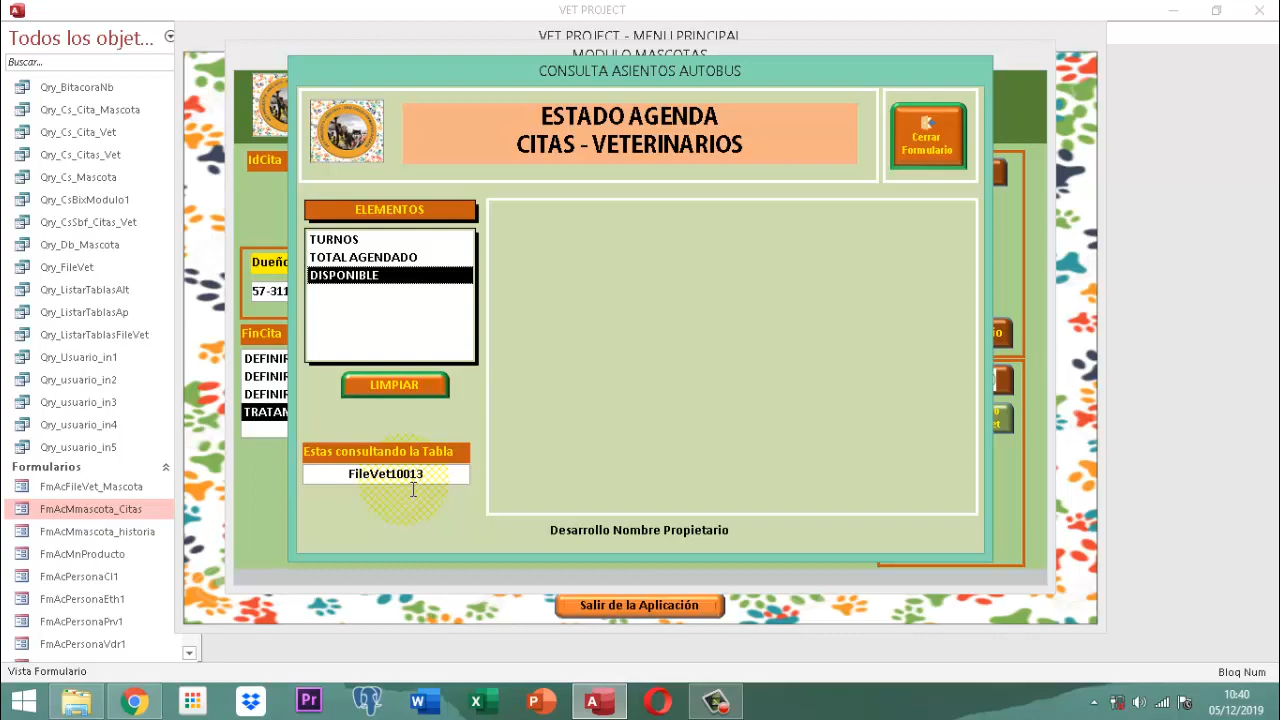 VET PROJECT
Todos los objet...
Buscar...
Qry_BitacoraNb
Qry_Cs_Cita_Mascota
Qry_Cs_Cita_Vet
Qry_Cs_Citas_Vet
Qry_Cs_Mascota
Qry_CsBixModulo1
Qry_CsSbf_Citas_Vet
Qry_Db_Mascota
Qry_FileVet
Qry_ListarTablasAlt
Qry_ListarTablasAp
Qry_ListarTablasFileVet
Qry_Usuario_in1
Qry_usuario_in2
Qry_usuario_in3
Qry_usuario_in4
Qry_usuario_in5
Formularios
FmAcFileVet_Mascota
FmAcMmascota_Citas
FmAcMmascota_historia
FmAcMnProducto
FmAcPersonaCl1
FmAcPersonaEth1
FmAcPersonaPrv1
FmAcPersonaVdr1
VET PROJECT - MENU PRINCIPAL
MODULO MASCOTAS
CONSULTA ASIENTOS AUTOBUS
ESTADO AGENDA
CITAS - VETERINARIOS
Cerrar
Formulario
IdCita
Dueño
57-311
FinCita
DEFINIR
DEFINIR
DEFINIR
TRATAM
ELEMENTOS
TURNOS
TOTAL AGENDADO
DISPONIBLE
LIMPIAR
Estas consultando la Tabla
FileVet10013
Desarrollo Nombre Propietario
Salir de la Aplicación
Vista Formulario
Bloq Num
10:40
05/12/2019